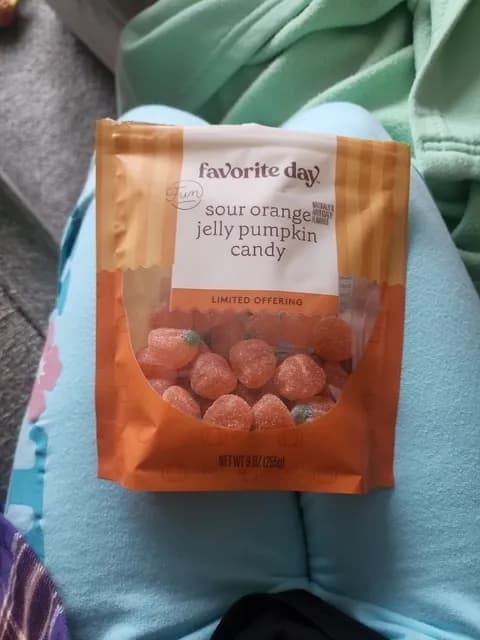 favorite day
Fun
sour orange
jelly pumpkin
candy
LIMITED OFFERING
NET WT 9 OZ (255g)